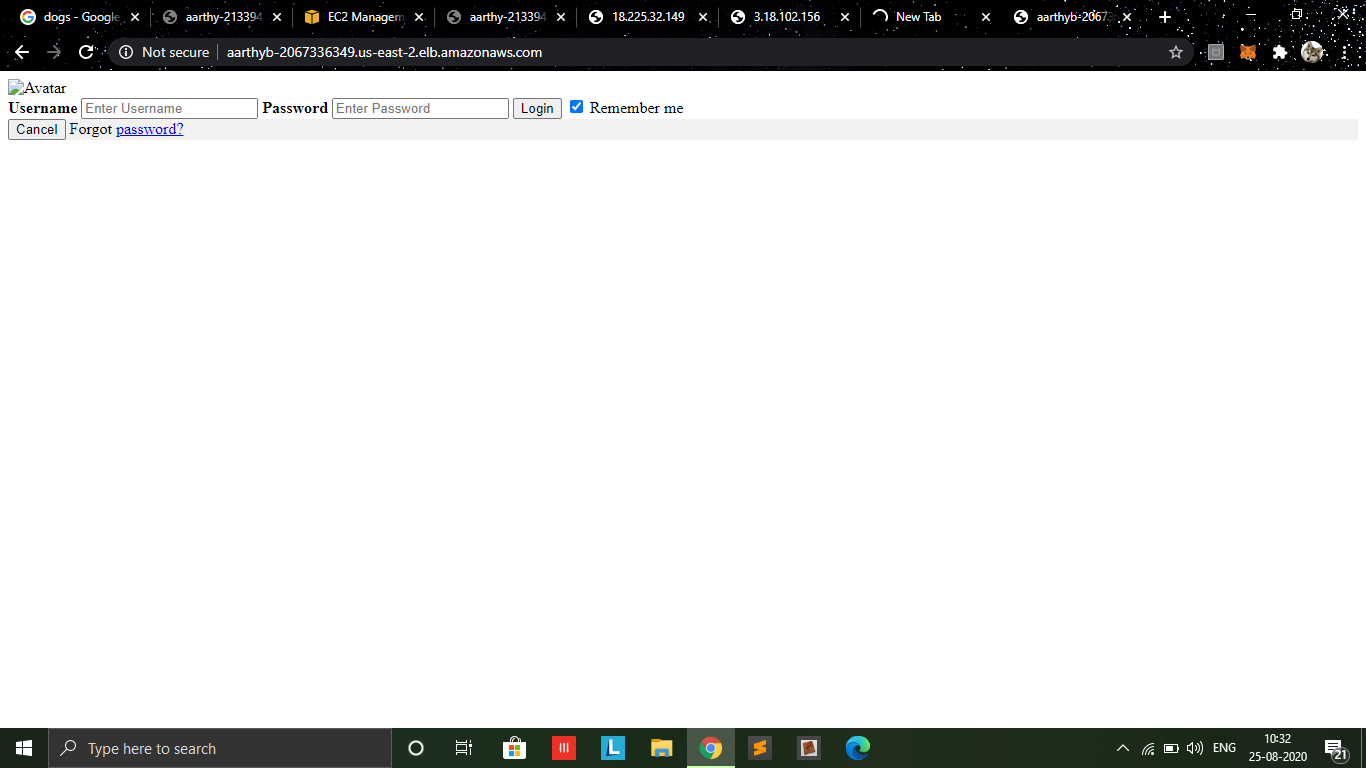 dogs - Google
aarthy-213394
EC2 Managem
aarthy-213394
18.225.32.149
3.18.102.156
New Tab
aarthyb-20673
Not secure
aarthyb-2067336349.us-east-2.elb.amazonaws.com
Avatar
Username Enter Username Password Enter Password Login Remember me
Cancel Forgot password?
Type here to search
L
ENG
10:32
25-08-2020
21